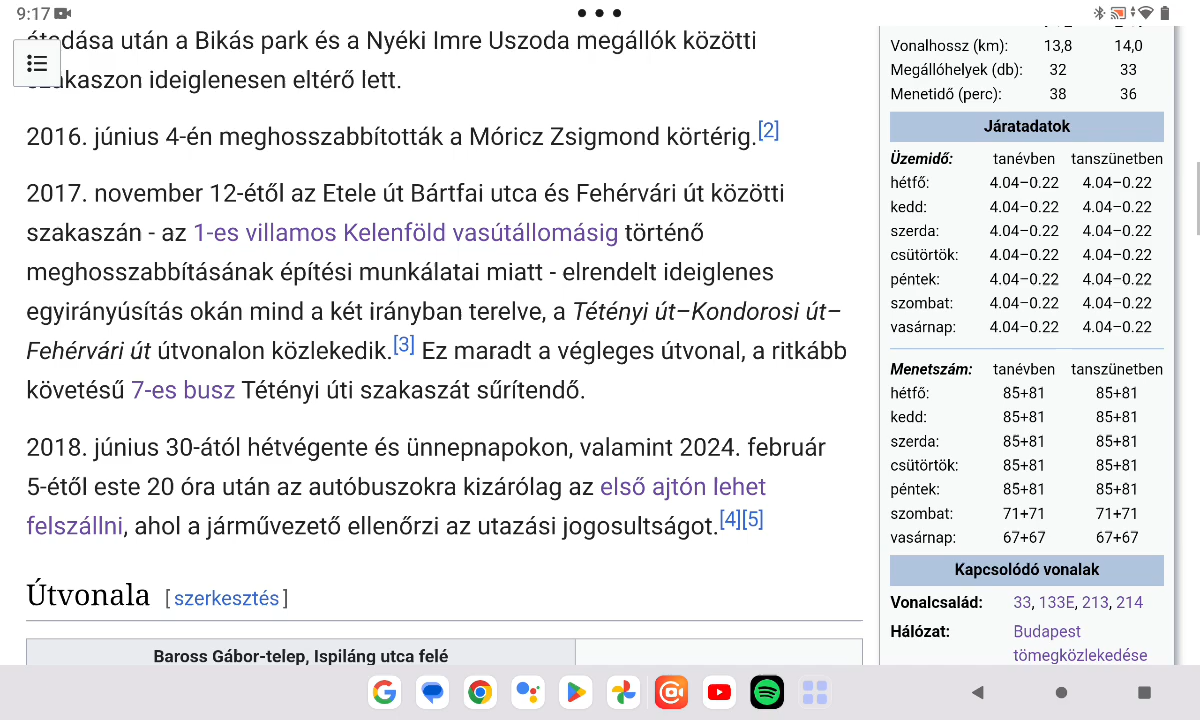 9:17
átadása után a Bikás park és a Nyéki Imre Uszoda megállók közötti
szakaszon ideiglenesen eltérő lett.
2016. június 4-én meghosszabbították a Móricz Zsigmond körtérig.[2]
2017. november 12-étől az Etele út Bártfai utca és Fehérvári út közötti
szakaszán - az 1-es villamos Kelenföld vasútállomásig történő
meghosszabbításának építési munkálatai miatt - elrendelt ideiglenes
egyirányúsítás okán mind a két irányban terelve, a Tétényi út–Kondorosi út–
Fehérvári út útvonalon közlekedik.[3] Ez maradt a végleges útvonal, a ritkább
követésű 7-es busz Tétényi úti szakaszát sűrítendő.
2018. június 30-ától hétvégente és ünnepnapokon, valamint 2024. február
5-étől este 20 óra után az autóbuszokra kizárólag az első ajtón lehet
felszállni, ahol a járművezető ellenőrzi az utazási jogosultságot.[4][5]
Útvonala [ szerkesztés ]
Baross Gábor-telep, Ispiláng utca felé
Vonalhossz (km): 13,8 14,0
Megállóhelyek (db): 32 33
Menetidő (perc): 38 36
Járatadatok
Üzemidő: tanévben tanszünetben
hétfő: 4.04–0.22 4.04–0.22
kedd: 4.04–0.22 4.04–0.22
szerda: 4.04–0.22 4.04–0.22
csütörtök: 4.04–0.22 4.04–0.22
péntek: 4.04–0.22 4.04–0.22
szombat: 4.04–0.22 4.04–0.22
vasárnap: 4.04–0.22 4.04–0.22
Menetszám: tanévben tanszünetben
hétfő: 85+81 85+81
kedd: 85+81 85+81
szerda: 85+81 85+81
csütörtök: 85+81 85+81
péntek: 85+81 85+81
szombat: 71+71 71+71
vasárnap: 67+67 67+67
Kapcsolódó vonalak
Vonalcsalád: 33, 133E, 213, 214
Hálózat: Budapest
tömegközlekedése